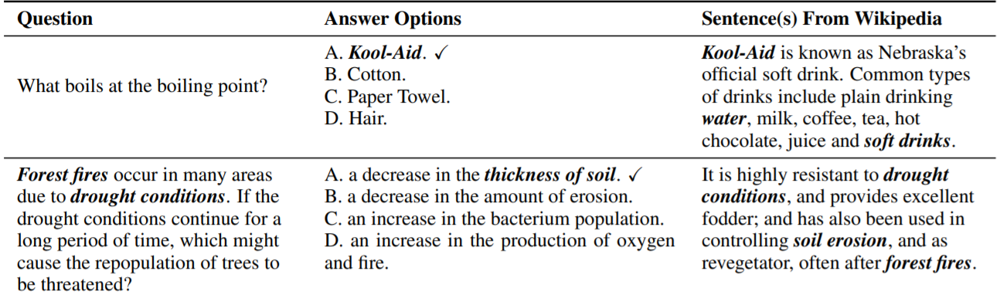 Question Answer Options Sentence(s) From Wikipedia
What boils at the boiling point?
A. Kool-Aid. ✓
B. Cotton.
C. Paper Towel.
D. Hair.
Kool-Aid is known as Nebraska's
official soft drink. Common types
of drinks include plain drinking
water, milk, coffee, tea, hot
chocolate, juice and soft drinks.
Forest fires occur in many areas
due to drought conditions. If the
drought conditions continue for a
long period of time, which might
cause the repopulation of trees to
be threatened?
A. a decrease in the thickness of soil. ✓
B. a decrease in the amount of erosion.
C. an increase in the bacterium population.
D. an increase in the production of oxygen
and fire.
It is highly resistant to drought
conditions, and provides excellent
fodder; and has also been used in
controlling soil erosion, and as
revegetator, often after forest fires.